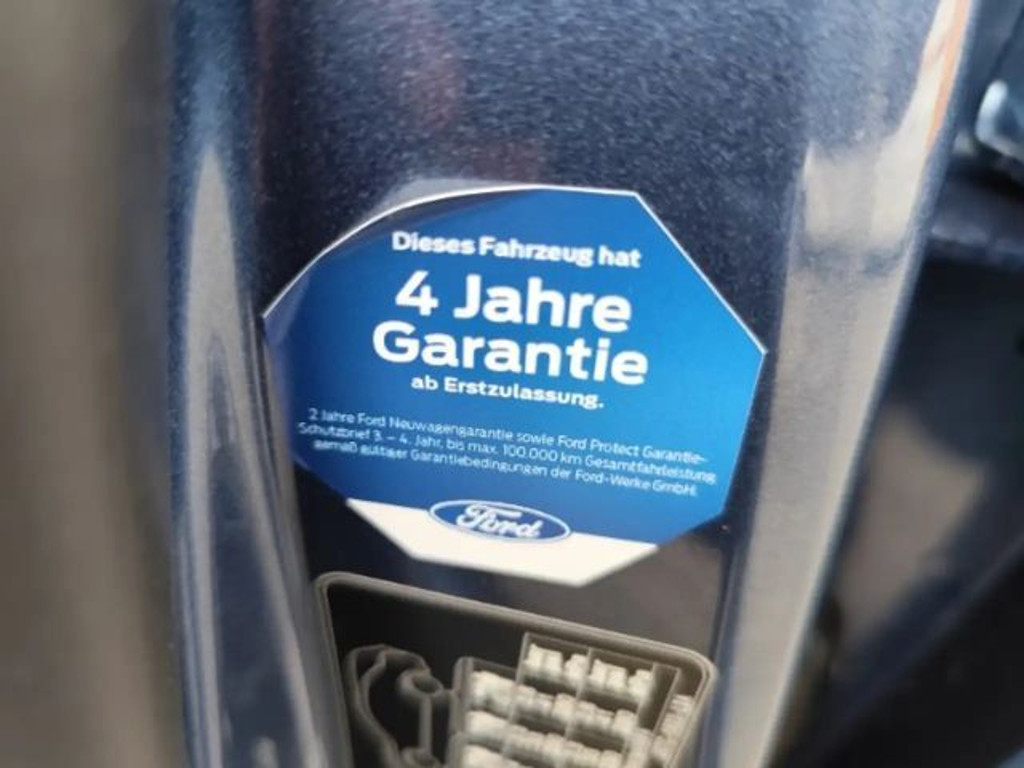 Dieses Fahrzeug hat
4 Jahre
Garantie
ab Erstzulassung.
2 Jahre Ford Neuwagengarantie sowie Ford Protect Garantie-
Schutzbrief 3. – 4. Jahr, bis max. 100.000 km Gesamtfahrleistung
gemäß gültiger Garantiebedingungen der Ford-Werke GmbH.
Ford